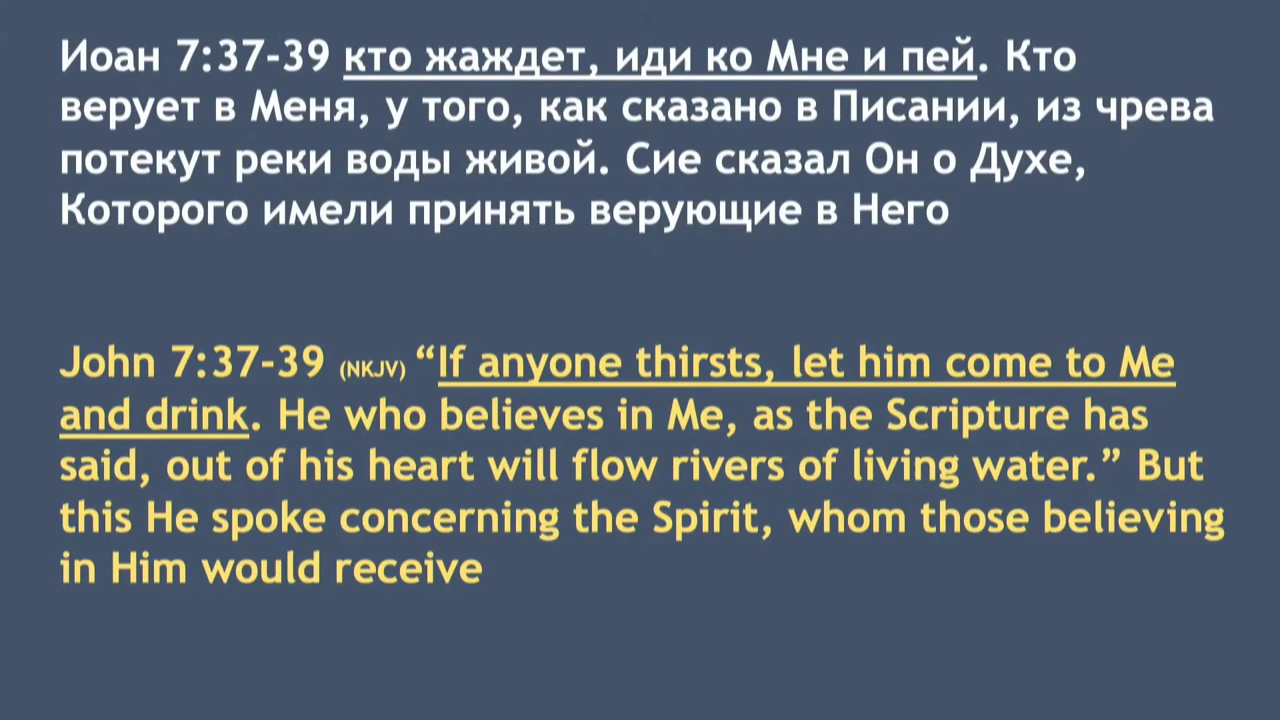 Иоан 7:37-39 кто жаждет, иди ко Мне и пей. Кто
верует в Меня, у того, как сказано в Писании, из чрева
потекут реки воды живой. Сие сказал Он о Духе,
Которого имели принять верующие в Него
John 7:37-39 (NKJV) “If anyone thirsts, let him come to Me
and drink. He who believes in Me, as the Scripture has
said, out of his heart will flow rivers of living water.” But
this He spoke concerning the Spirit, whom those believing
in Him would receive